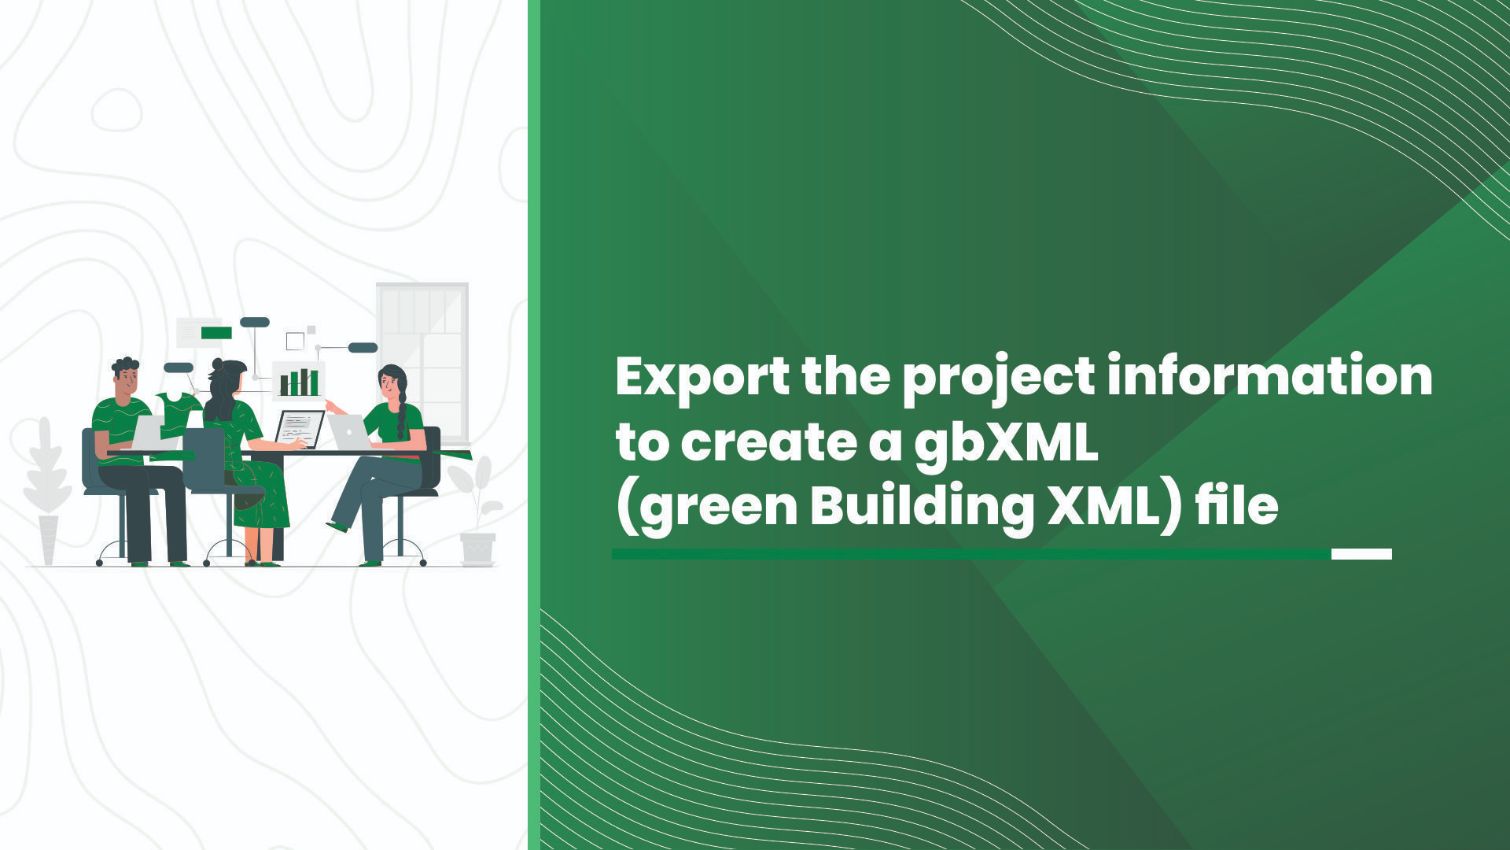 Export the project information
to create a gbXML
(green Building XML) file